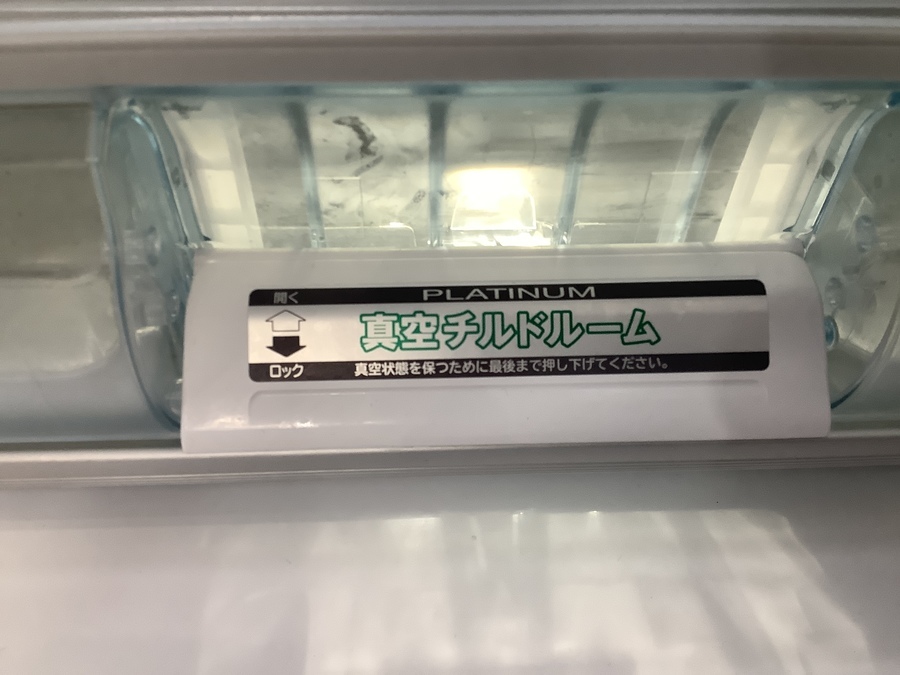 開く
PLATINUM
真空チルドルーム
ロック
真空状態を保つために最後まで押し下げてください。